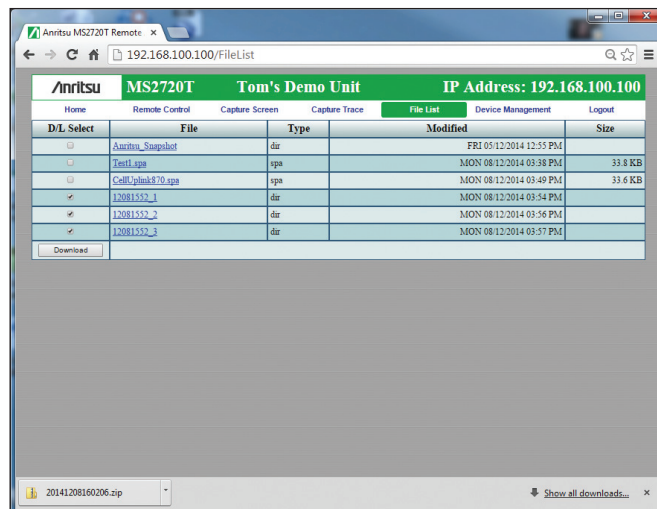 Anritsu MS2720T Remote
192.168.100.100/FileList
Anritsu MS2720T Tom's Demo Unit IP Address: 192.168.100.100
Home Remote Control Capture Screen Capture Trace File List Device Management Logout
D/L Select File Type Modified Size
Anritsu_Snapshot dir FRI 05/12/2014 12:55 PM
Test1.spa spa MON 08/12/2014 03:38 PM 33.8 KB
CellUplink870.spa spa MON 08/12/2014 03:49 PM 33.6 KB
12081552_1 dir MON 08/12/2014 03:54 PM
12081552_2 dir MON 08/12/2014 03:56 PM
12081552_3 dir MON 08/12/2014 03:57 PM
Download
20141208160206.zip Show all downloads...